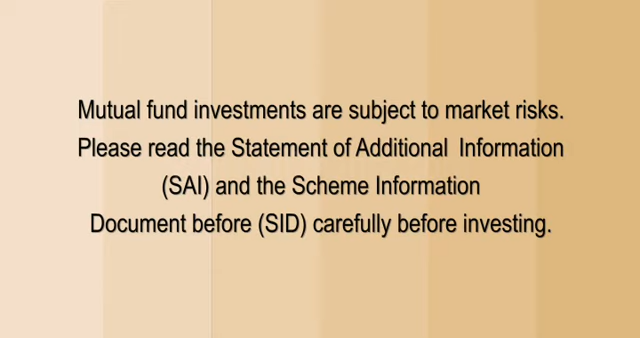 Mutual fund investments are subject to market risks.
Please read the Statement of Additional Information
(SAI) and the Scheme Information
Document before (SID) carefully before investing.